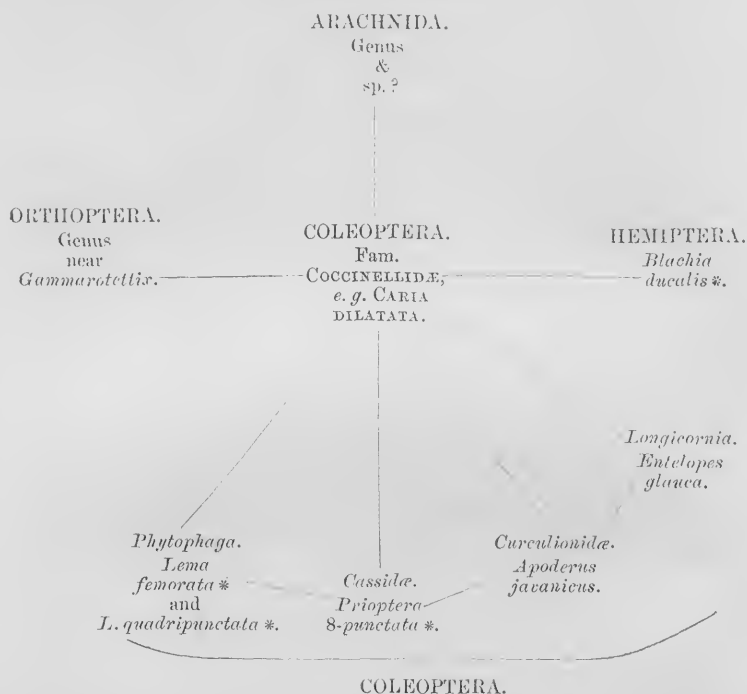 ARACHNIDA.
Genus
&
sp. ?
ORTHOPTERA.
Genus
near
Gammarotettix.
COLEOPTERA.
Fam.
COCCINELLIDÆ,
e. g. CARIA
DILATATA.
HEMIPTERA.
Blachia
ducalis *.
Longicornia.
Entelopes
glauca.
Phytophaga.
Lema
femorata *
and
L. quadripunctata *.
Cassidæ.
Prioptera
8-punctata *.
Curculionidæ.
Apoderus
javanicus.
COLEOPTERA.